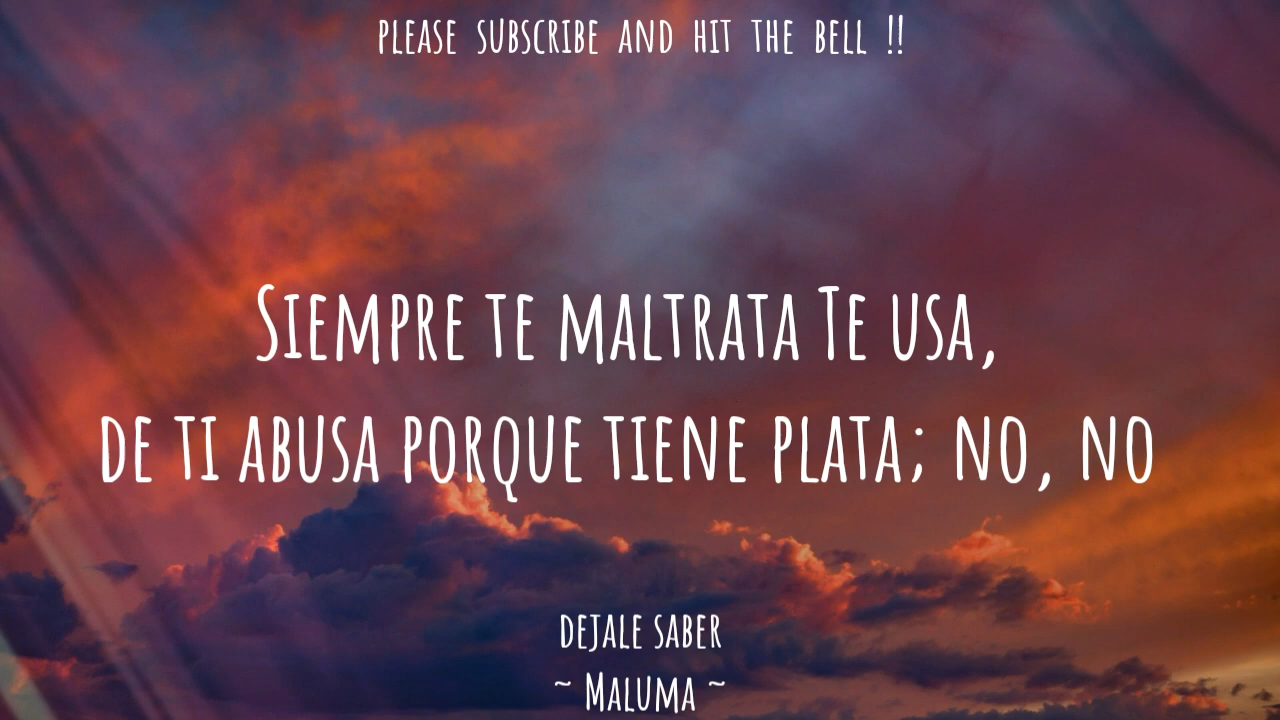 PLEASE SUBSCRIBE AND HIT THE BELL !!
SIEMPRE TE MALTRATA TE USA,
DE TI ABUSA PORQUE TIENE PLATA; NO, NO
DEJALE SABER
~ MALUMA ~